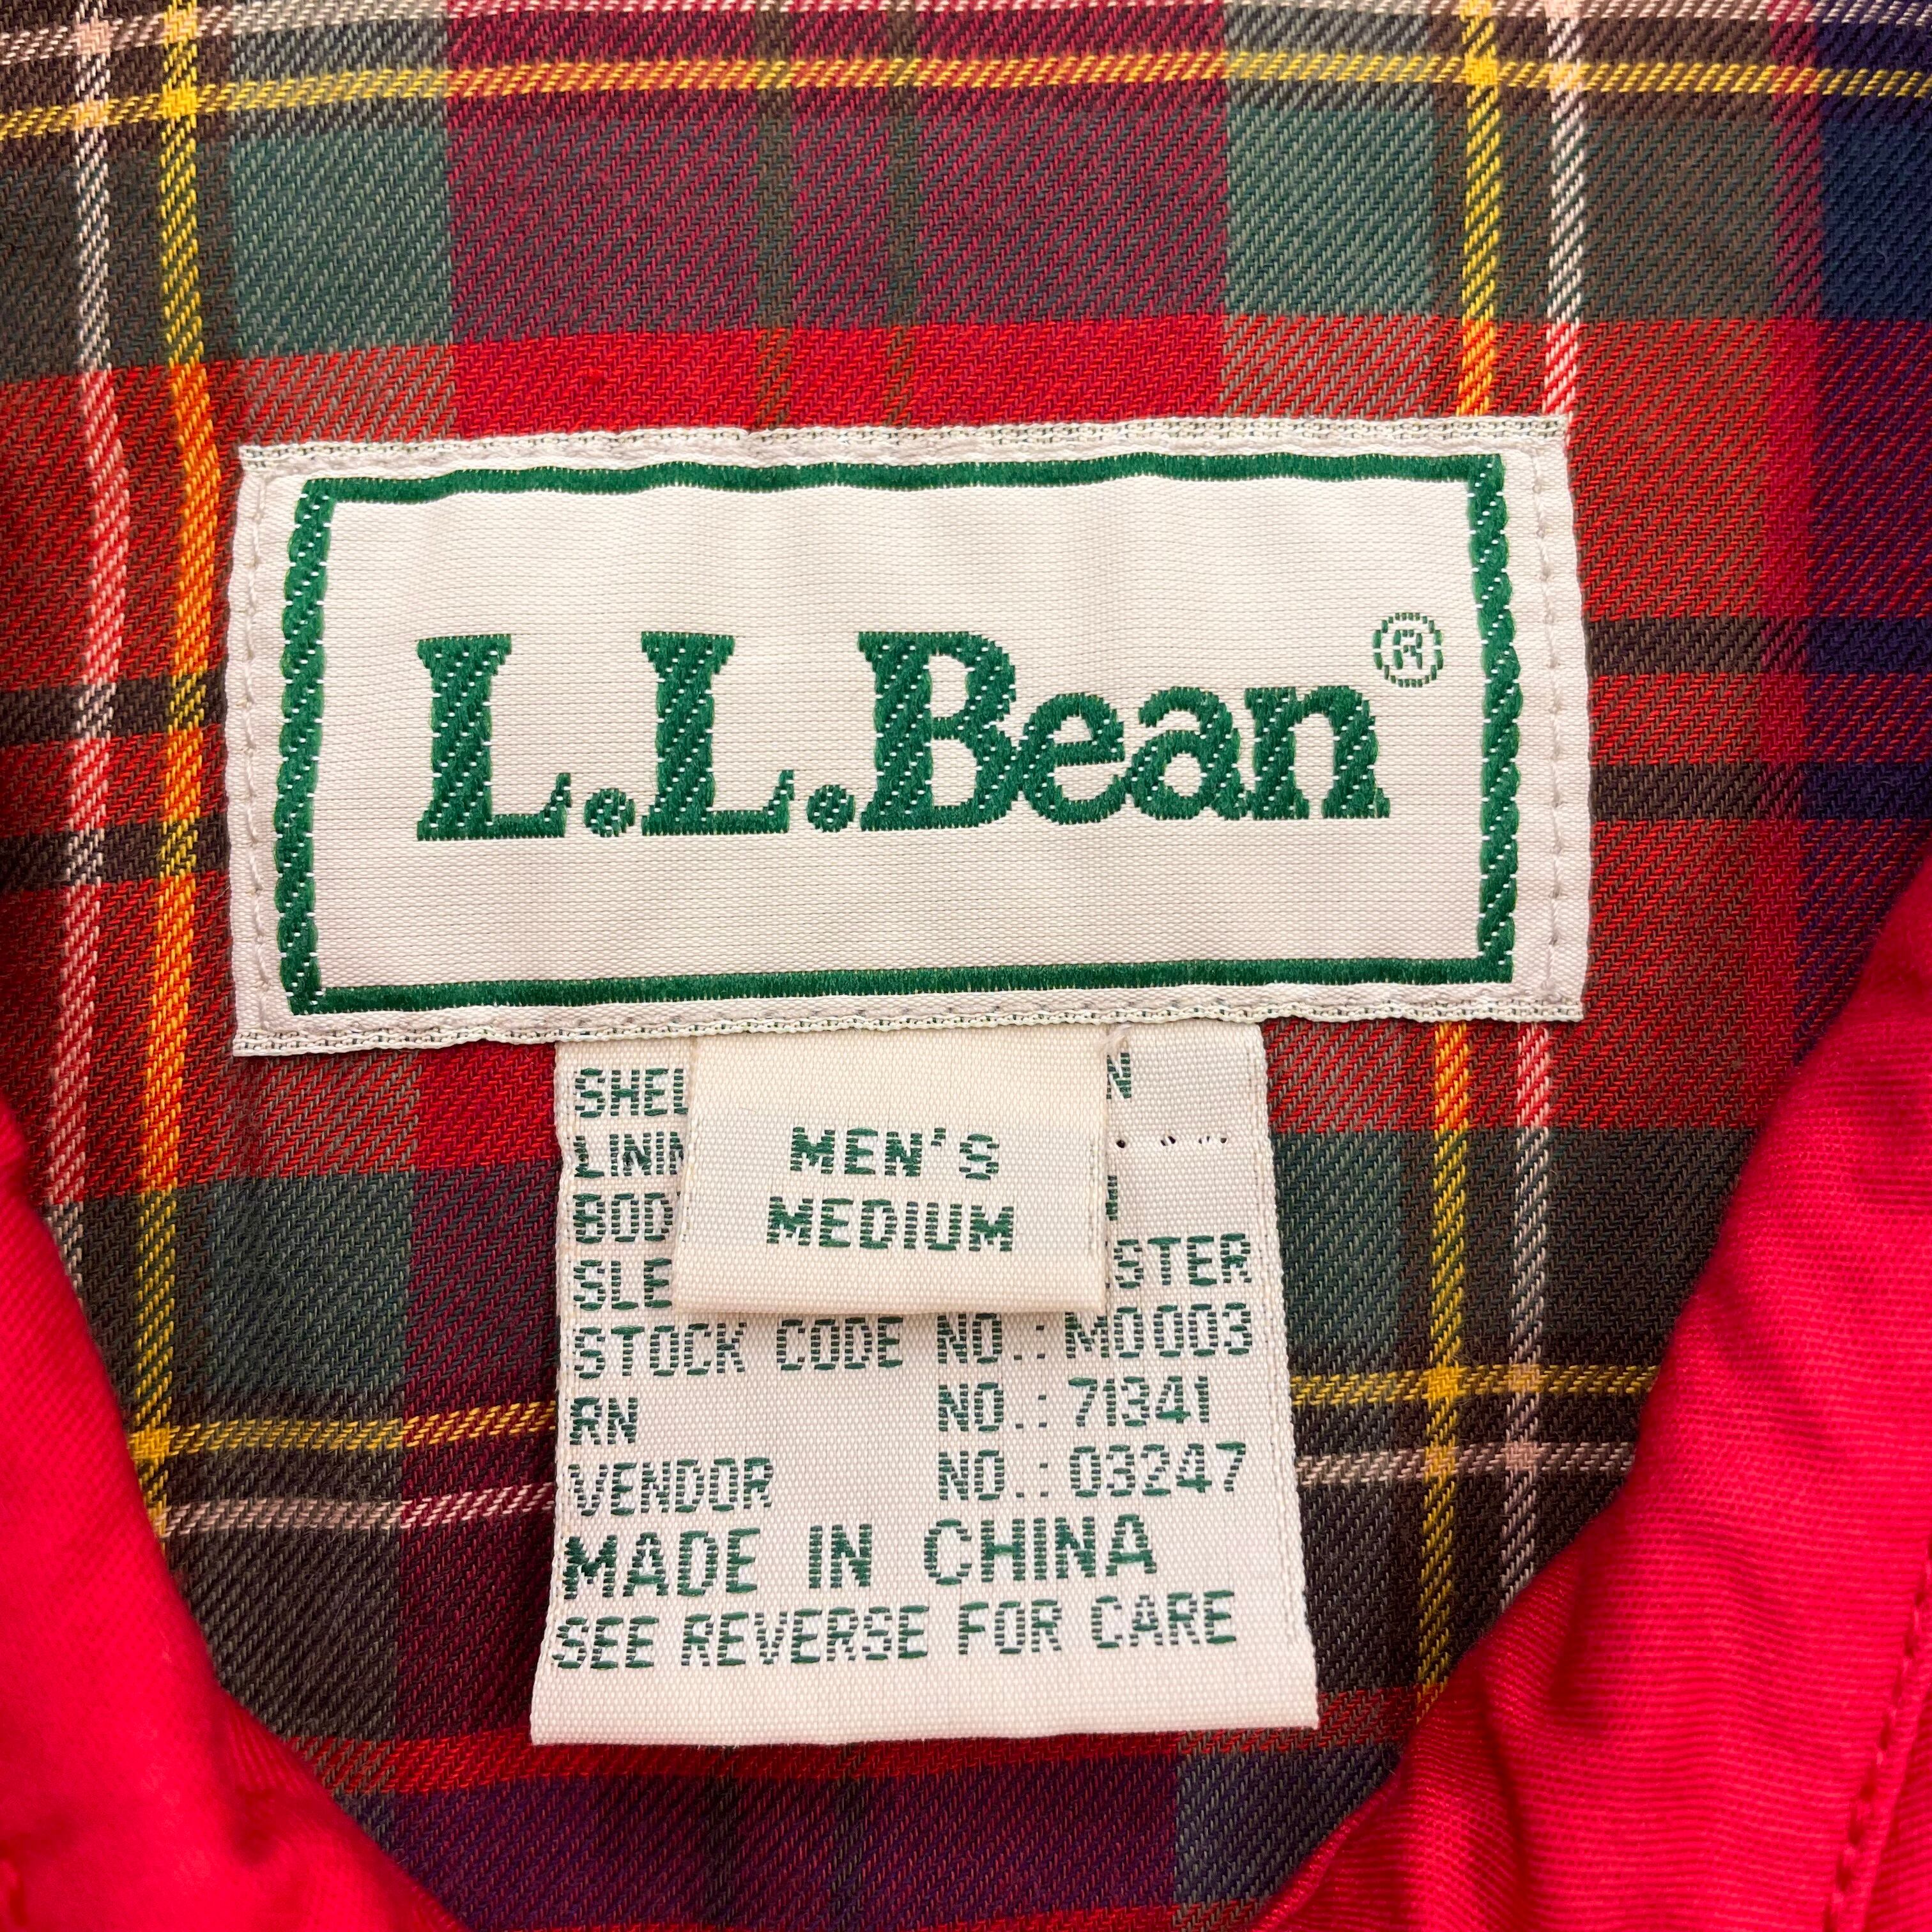 L.L.Bean®
MEN'S
MEDIUM
STOCK CODE NO.: M0003
RN NO.: 71341
VENDOR NO.: 03247
MADE IN CHINA
SEE REVERSE FOR CARE